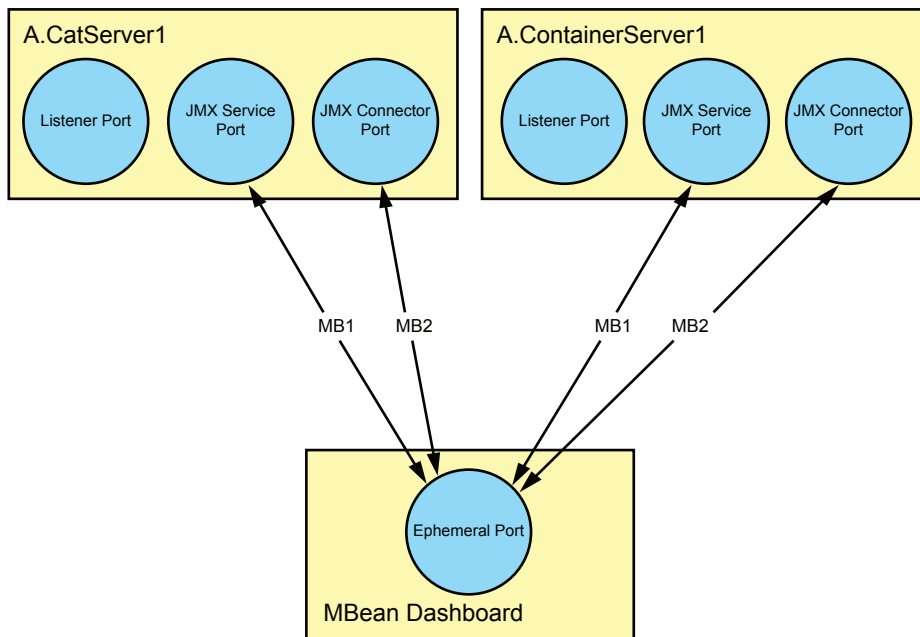 A.CatServer1
Listener Port
JMX Service
Port
JMX Connector
Port
A.ContainerServer1
Listener Port
JMX Service
Port
JMX Connector
Port
MB1
MB2
MB1
MB2
Ephemeral Port
MBean Dashboard